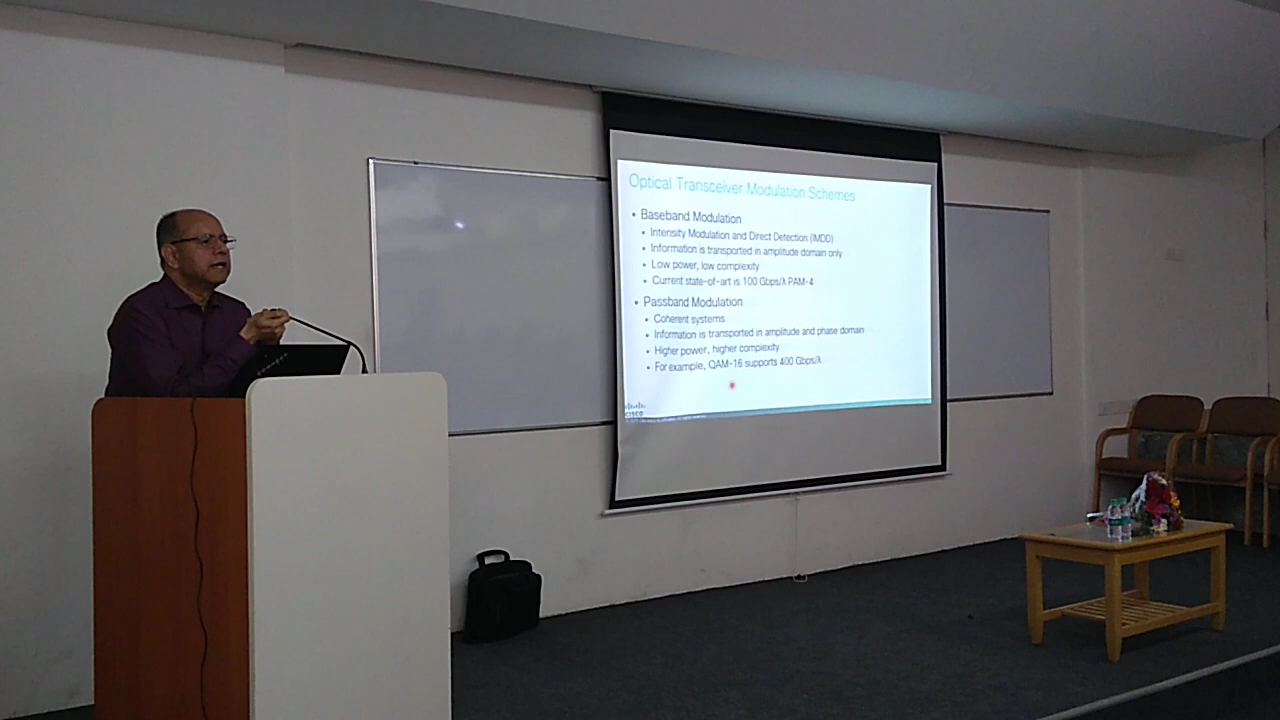 Optical Transceiver Modulation Schemes
• Baseband Modulation
• Intensity Modulation and Direct Detection (IMDD)
• Information is transported in amplitude domain only
• Low power, low complexity
• Current state-of-art is 100 Gbps/λ PAM-4
• Passband Modulation
• Coherent systems
• Information is transported in amplitude and phase domain
• Higher power, higher complexity
• For example, QAM-16 supports 400 Gbps/λ
CISCO